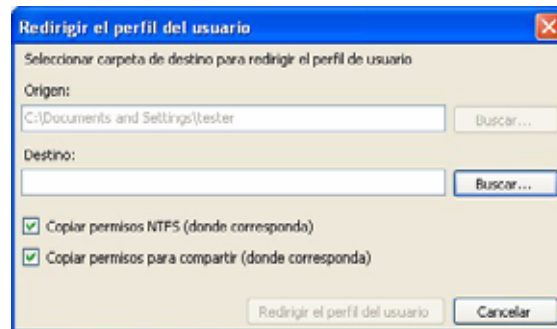 Redirigir el perfil del usuario
Seleccionar carpeta de destino para redirigir el perfil de usuario
Origen:
C:\Documents and Settings\tester
Buscar...
Destino:
Buscar...
Copiar permisos NTFS (donde corresponda)
Copiar permisos para compartir (donde corresponda)
Redirigir el perfil del usuario
Cancelar